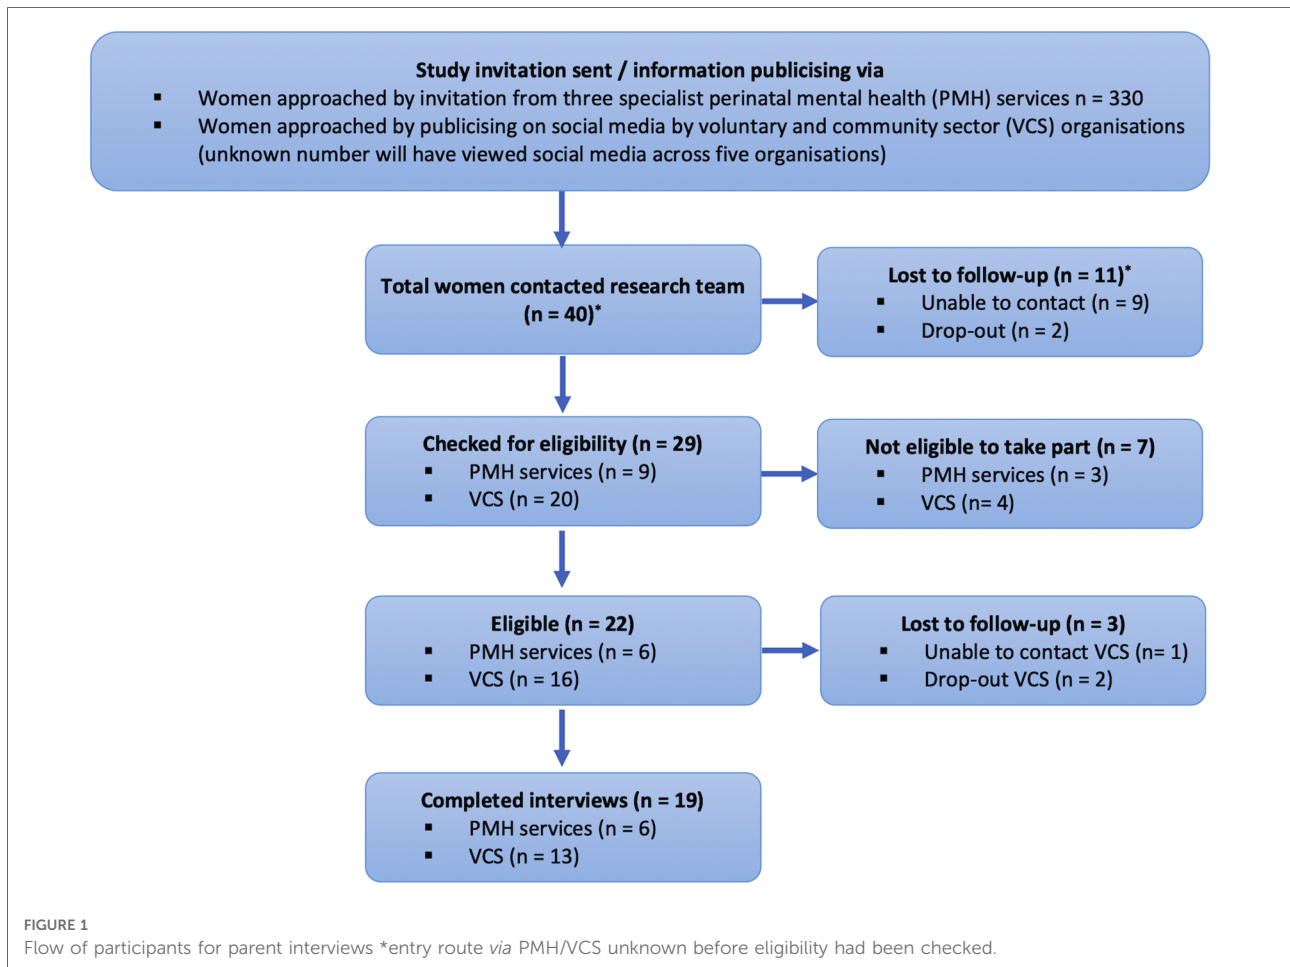 Study invitation sent / information publicising via
▪ Women approached by invitation from three specialist perinatal mental health (PMH) services n = 330
▪ Women approached by publicising on social media by voluntary and community sector (VCS) organisations
(unknown number will have viewed social media across five organisations)
Total women contacted research team
(n = 40)*
Lost to follow-up (n = 11)*
▪ Unable to contact (n = 9)
▪ Drop-out (n = 2)
Checked for eligibility (n = 29)
▪ PMH services (n = 9)
▪ VCS (n = 20)
Not eligible to take part (n = 7)
▪ PMH services (n = 3)
▪ VCS (n= 4)
Eligible (n = 22)
▪ PMH services (n = 6)
▪ VCS (n = 16)
Lost to follow-up (n = 3)
▪ Unable to contact VCS (n= 1)
▪ Drop-out VCS (n = 2)
Completed interviews (n = 19)
▪ PMH services (n = 6)
▪ VCS (n = 13)
FIGURE 1
Flow of participants for parent interviews *entry route via PMH/VCS unknown before eligibility had been checked.